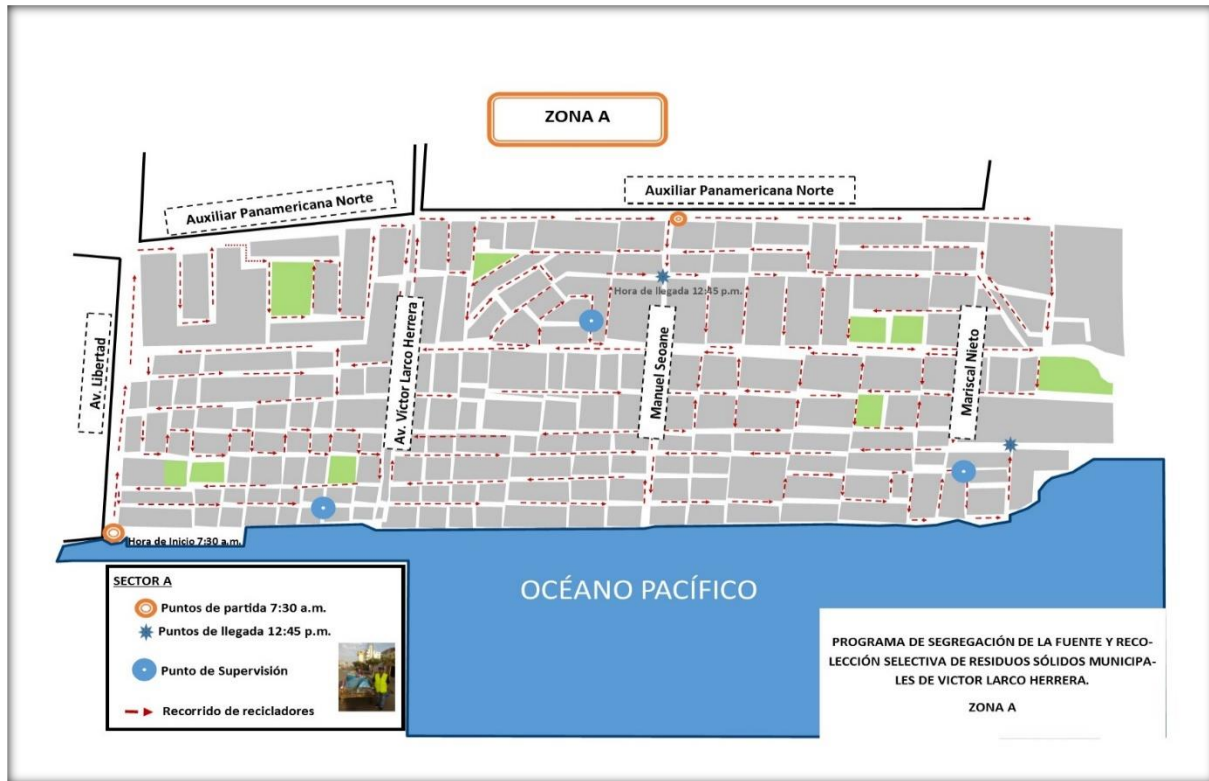 ZONA A
Auxiliar Panamericana Norte
Auxiliar Panamericana Norte
Av. Libertad
Av. Víctor Larco Herrera
Hora de llegada 12:45 p.m.
Manuel Seoane
Mariscal Nieto
Hora de Inicio 7:30 a.m.
SECTOR A
Puntos de partida 7:30 a.m.
Puntos de llegada 12:45 p.m.
Punto de Supervisión
Recorrido de recicladores
OCÉANO PACÍFICO
PROGRAMA DE SEGREGACIÓN DE LA FUENTE Y RECO-
LECCIÓN SELECTIVA DE RESIDUOS SÓLIDOS MUNICIPA-
LES DE VICTOR LARCO HERRERA.
ZONA A